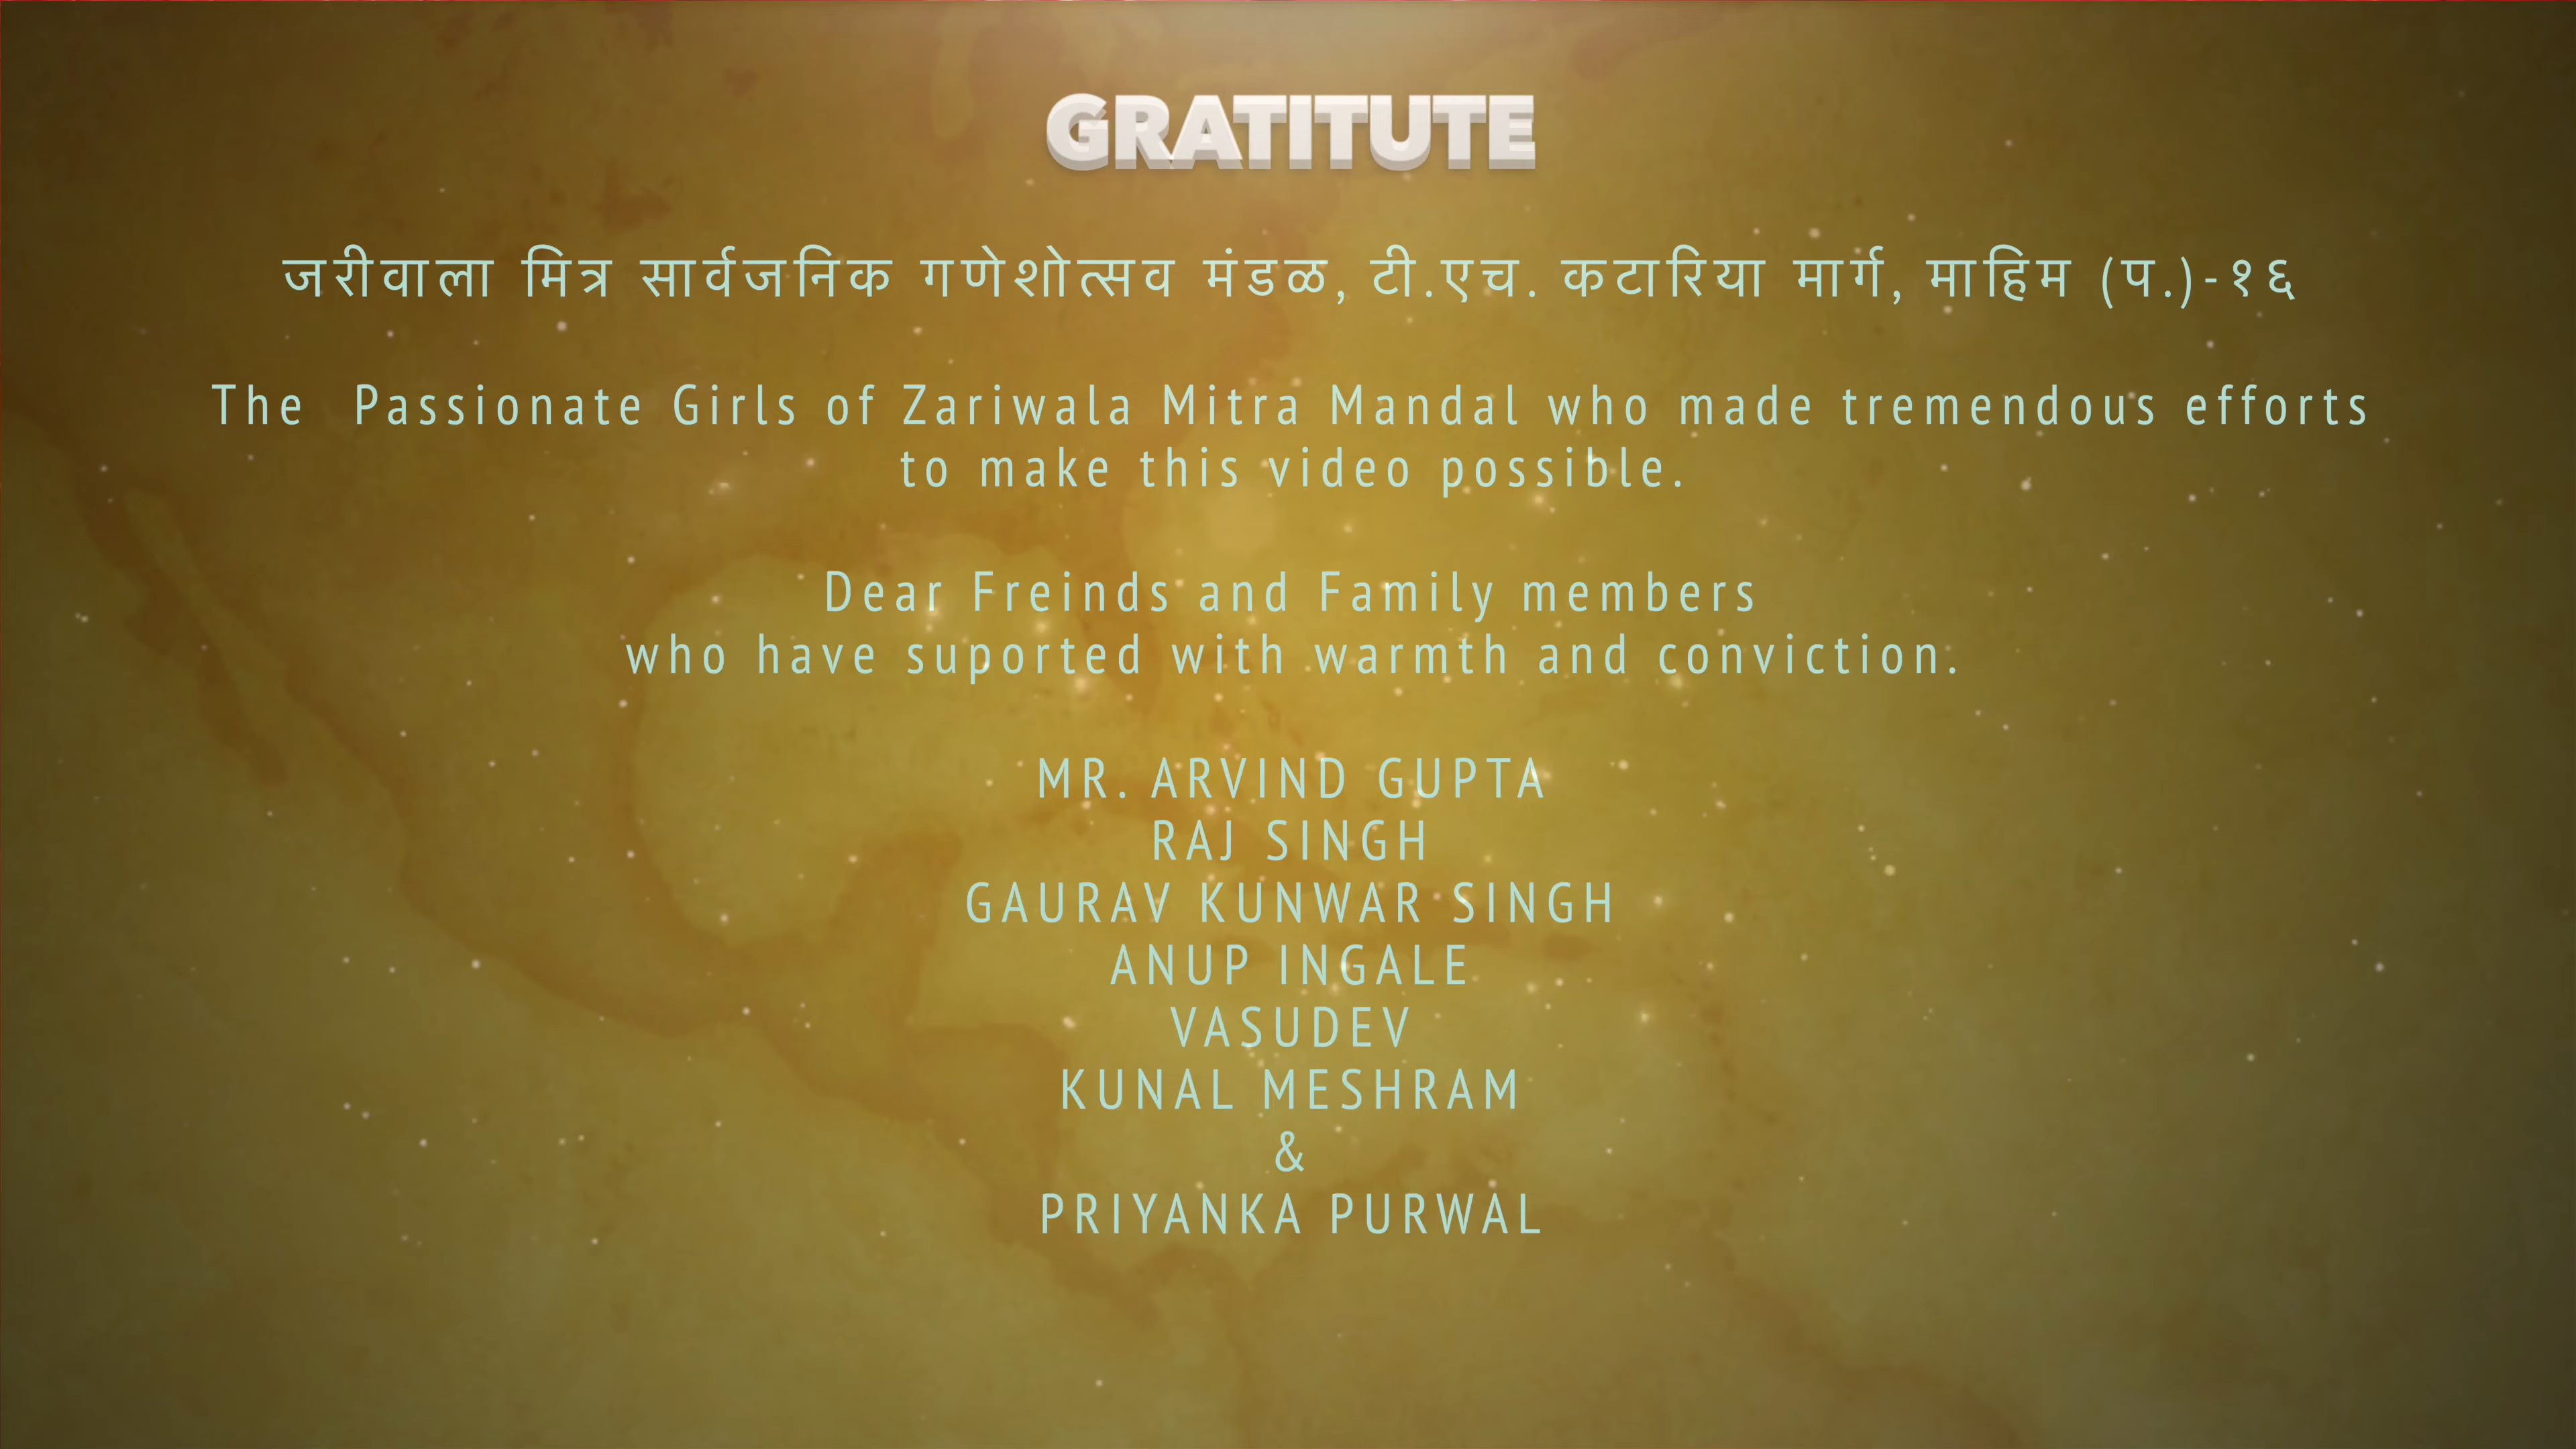 GRATITUTE
जरीवाला मित्र सार्वजनिक गणेशोत्सव मंडळ, टी.एच. कटारिया मार्ग, माहिम (प.)-१६
The Passionate Girls of Zariwala Mitra Mandal who made tremendous efforts
to make this video possible.
Dear Freinds and Family members
who have suported with warmth and conviction.
MR. ARVIND GUPTA
RAJ SINGH
GAURAV KUNWAR SINGH
ANUP INGALE
VASUDEV
KUNAL MESHRAM
&
PRIYANKA PURWAL